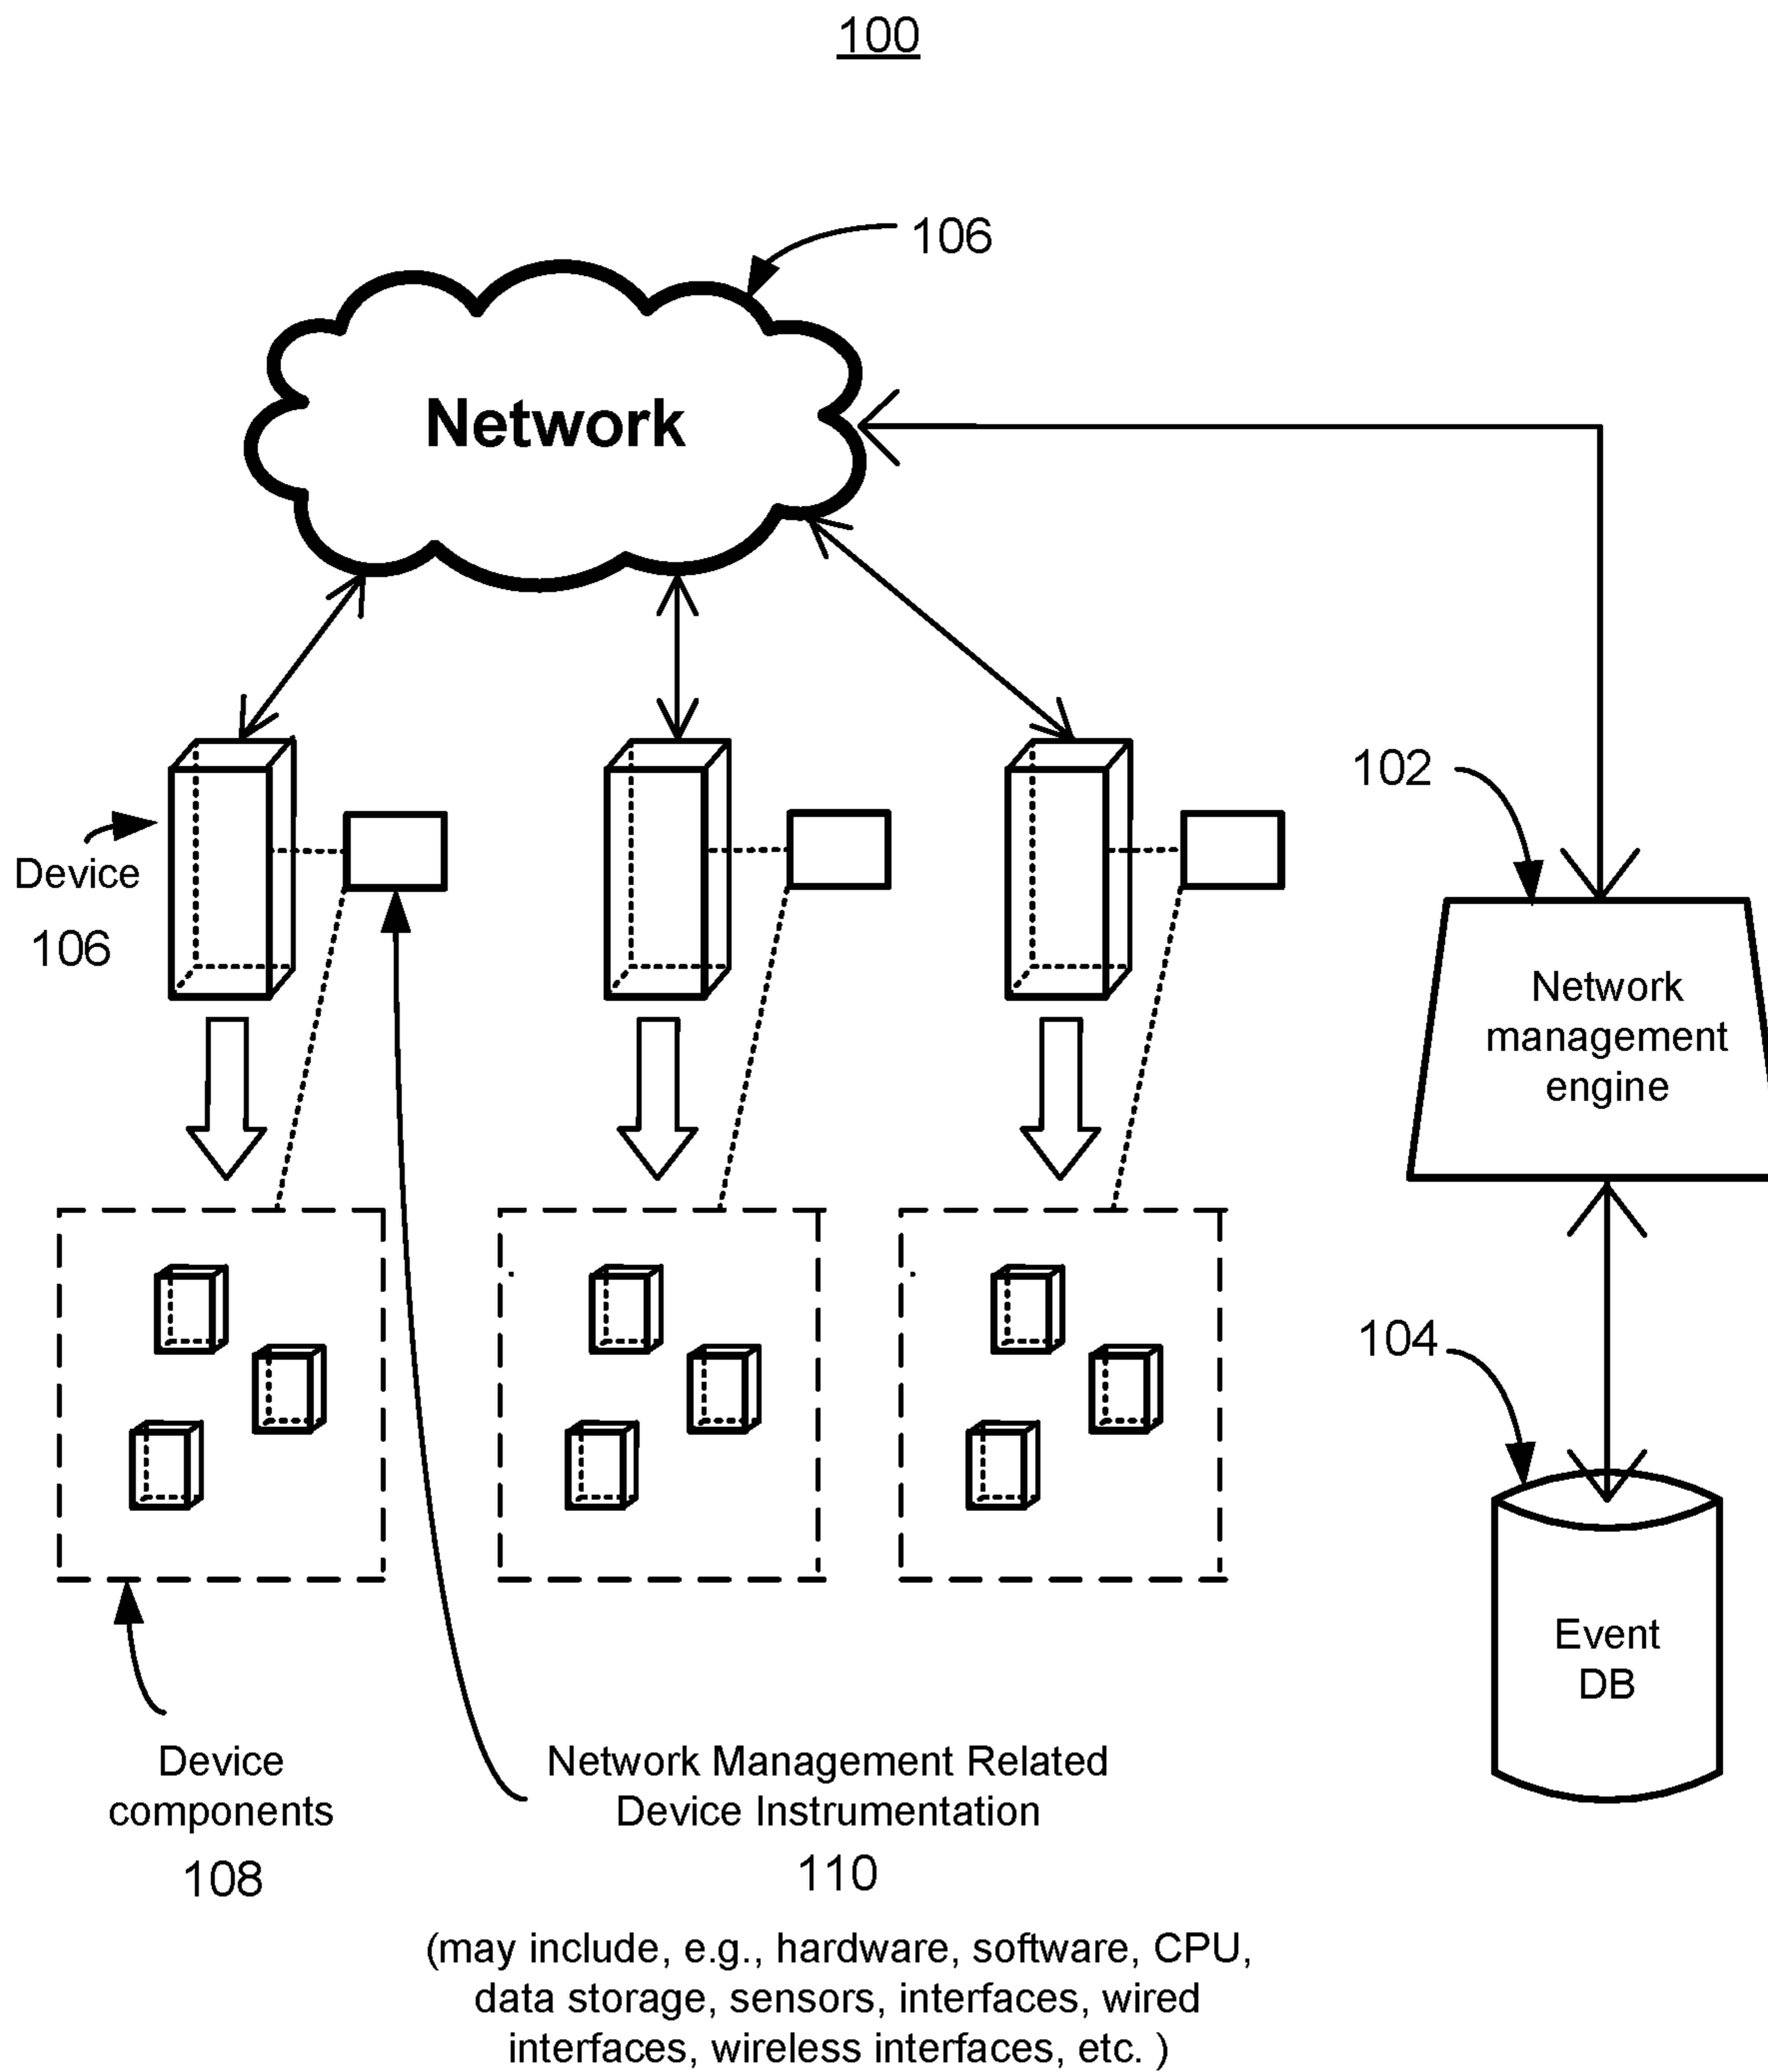 100
106
Network
102
Device
106
Network
management
engine
104
Event
DB
Device
components
108
Network Management Related
Device Instrumentation
110
(may include, e.g., hardware, software, CPU,
data storage, sensors, interfaces, wired
interfaces, wireless interfaces, etc. )